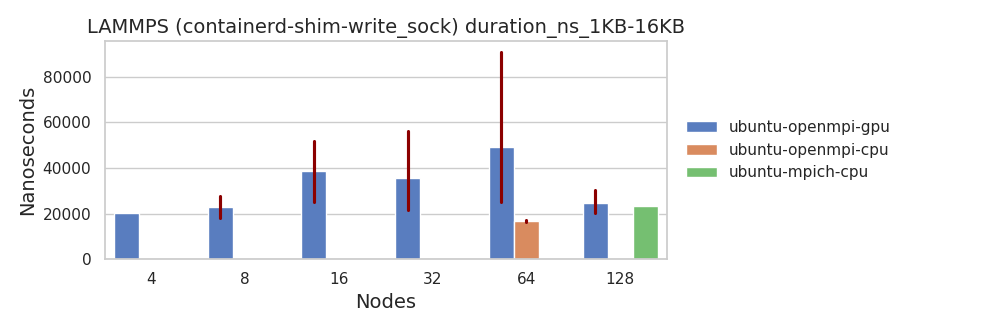 LAMMPS (containerd-shim-write_sock) duration_ns_1KB-16KB
Nanoseconds
80000
60000
40000
20000
0
4 8 16 32 64 128
Nodes
ubuntu-openmpi-gpu
ubuntu-openmpi-cpu
ubuntu-mpich-cpu